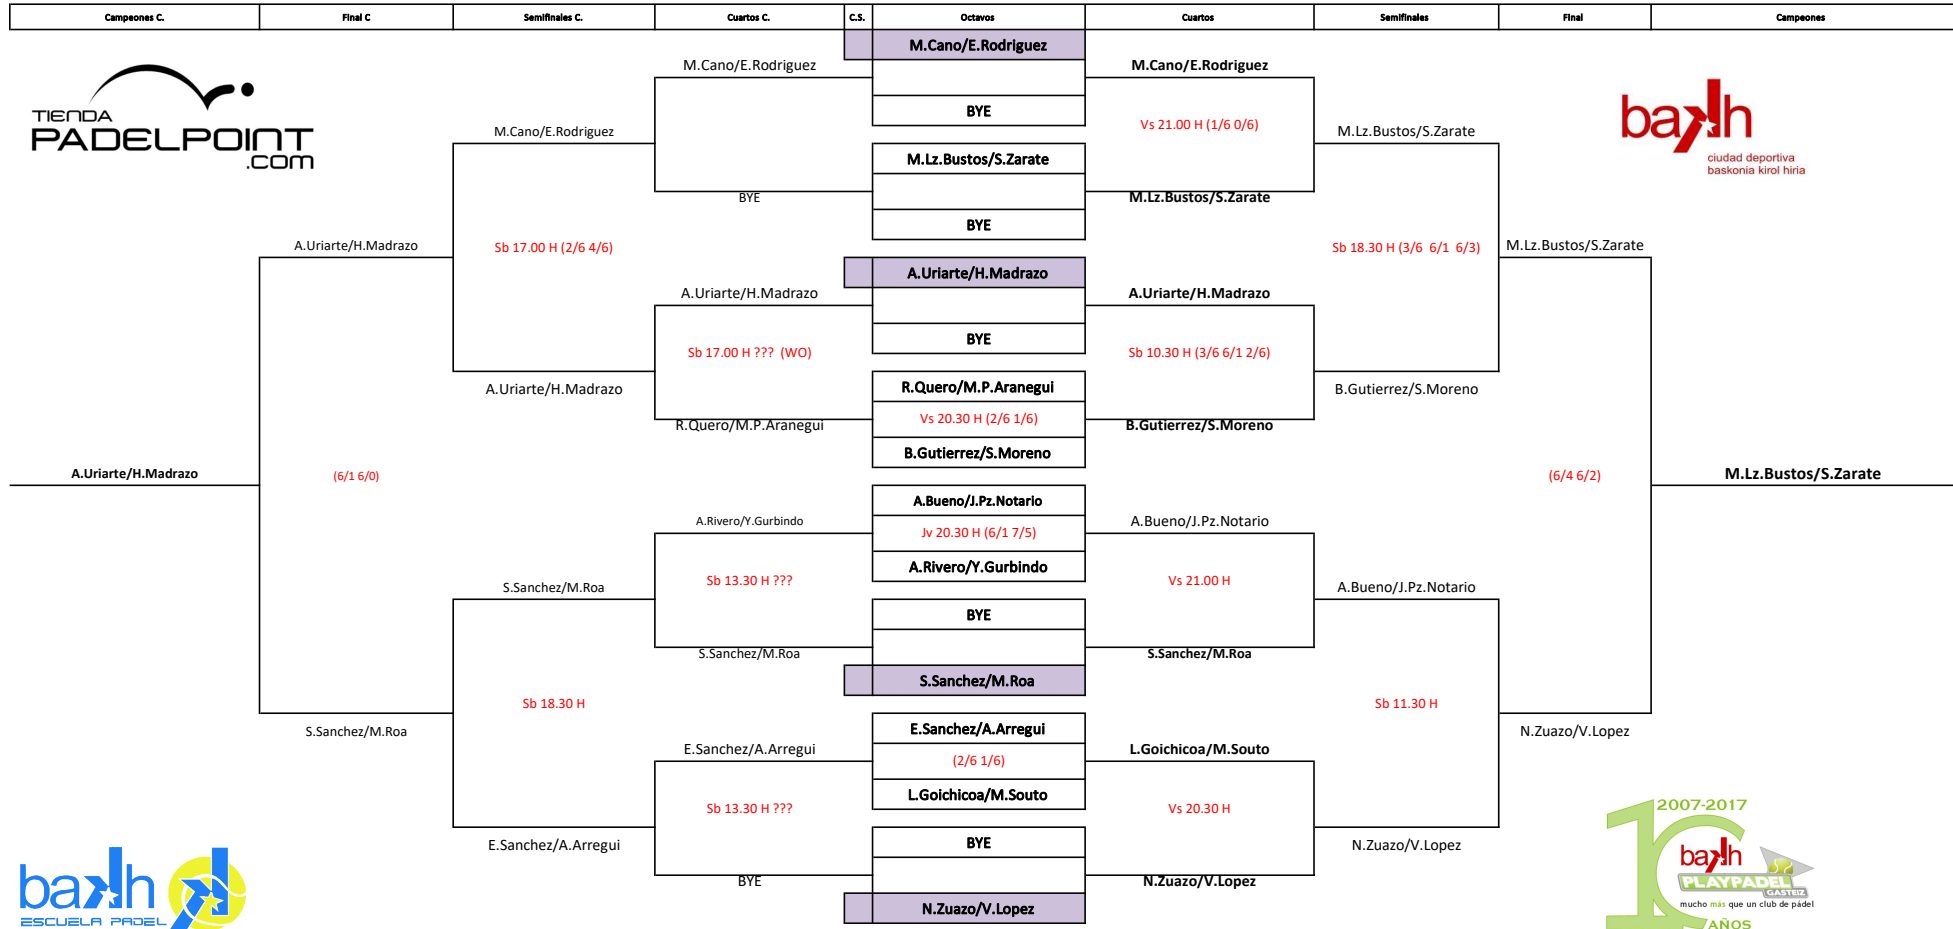 Campeones C. Final C Semifinales C. Cuartos C. C.S. Octavos Cuartos Semifinales Final Campeones
M.Cano/E.Rodriguez
M.Cano/E.Rodriguez M.Cano/E.Rodriguez
TIENDA
PADELPOINT
.COM
BYE
bakh
ciudad deportiva
baskonia kirol hiria
M.Cano/E.Rodriguez Vs 21.00 H (1/6 0/6) M.Lz.Bustos/S.Zarate
M.Lz.Bustos/S.Zarate
BYE M.Lz.Bustos/S.Zarate
BYE
A.Uriarte/H.Madrazo Sb 17.00 H (2/6 4/6) Sb 18.30 H (3/6 6/1 6/3) M.Lz.Bustos/S.Zarate
A.Uriarte/H.Madrazo
A.Uriarte/H.Madrazo A.Uriarte/H.Madrazo
BYE
Sb 17.00 H ??? (WO) Sb 10.30 H (3/6 6/1 2/6)
A.Uriarte/H.Madrazo R.Quero/M.P.Aranegui B.Gutierrez/S.Moreno
R.Quero/M.P.Aranegui Vs 20.30 H (2/6 1/6) B.Gutierrez/S.Moreno
B.Gutierrez/S.Moreno
A.Uriarte/H.Madrazo (6/1 6/0) (6/4 6/2) M.Lz.Bustos/S.Zarate
A.Bueno/J.Pz.Notario
A.Rivero/Y.Gurbindo Jv 20.30 H (6/1 7/5) A.Bueno/J.Pz.Notario
A.Rivero/Y.Gurbindo
Sb 13.30 H ??? Vs 21.00 H
S.Sanchez/M.Roa BYE A.Bueno/J.Pz.Notario
S.Sanchez/M.Roa S.Sanchez/M.Roa
S.Sanchez/M.Roa
Sb 18.30 H Sb 11.30 H
S.Sanchez/M.Roa E.Sanchez/A.Arregui N.Zuazo/V.Lopez
E.Sanchez/A.Arregui (2/6 1/6) L.Goichicoa/M.Souto
L.Goichicoa/M.Souto
Sb 13.30 H ??? Vs 20.30 H
E.Sanchez/A.Arregui BYE N.Zuazo/V.Lopez
BYE N.Zuazo/V.Lopez
N.Zuazo/V.Lopez
bakh
ESCUELA PADEL
2007-2017
10
bakh
PLAYPADEL
GASTEIZ
mucho más que un club de pádel
AÑOS